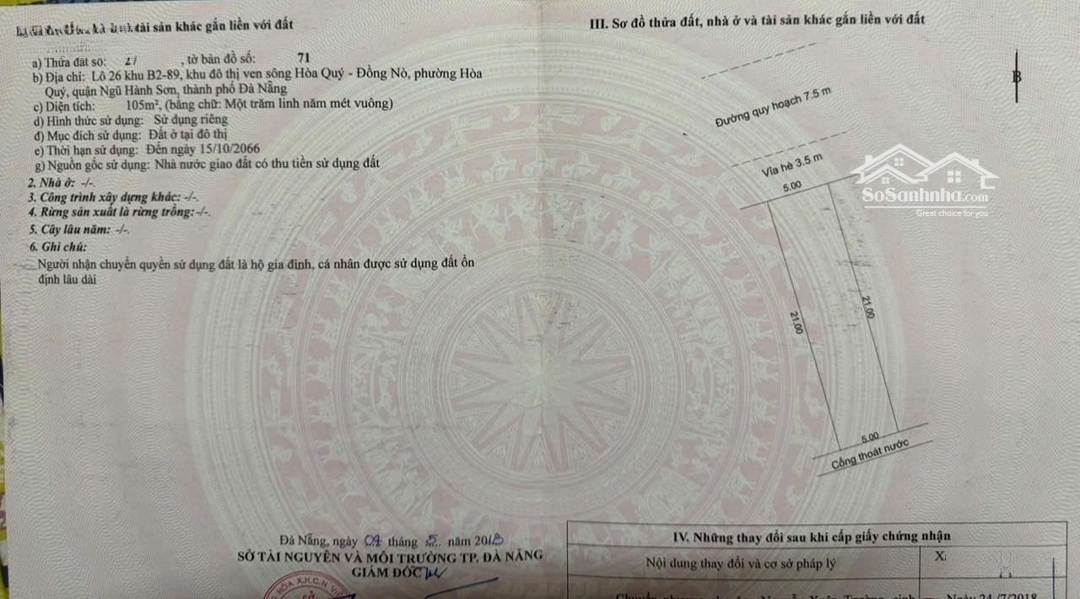 tài sản khác gắn liền với đất
a) Thửa đất số: 27 , tờ bản đồ số: 71
b) Địa chỉ: Lô 26 khu B2-89, khu đô thị ven sông Hòa Quý - Đồng Nò, phường Hòa
Quý, quận Ngũ Hành Sơn, thành phố Đà Nẵng
c) Diện tích: 105m², (bằng chữ: Một trăm linh năm mét vuông)
d) Hình thức sử dụng: Sử dụng riêng
đ) Mục đích sử dụng: Đất ở tại đô thị
e) Thời hạn sử dụng: Đến ngày 15/10/2066
g) Nguồn gốc sử dụng: Nhà nước giao đất có thu tiền sử dụng đất
2. Nhà ở: -/-.
3. Công trình xây dựng khác: -/-.
4. Rừng sản xuất là rừng trồng:-/-.
5. Cây lâu năm: -/-.
6. Ghi chú:
Người nhận chuyển quyền sử dụng đất là hộ gia đình, cá nhân được sử dụng đất ổn
định lâu dài
Đà Nẵng, ngày 04 tháng 5 năm 2018
SỞ TÀI NGUYÊN VÀ MÔI TRƯỜNG TP. ĐÀ NẴNG
GIÁM ĐỐC
III. Sơ đồ thửa đất, nhà ở và tài sản khác gắn liền với đất
B
Đường quy hoạch 7.5 m
Vỉa hè 3.5 m
5.00
SoSanhnha.com
Great choice for you
21.00
21.00
5.00
Cống thoát nước
IV. Những thay đổi sau khi cấp giấy chứng nhận
Nội dung thay đổi và cơ sở pháp lý
X.
Ngày 24/7/2018